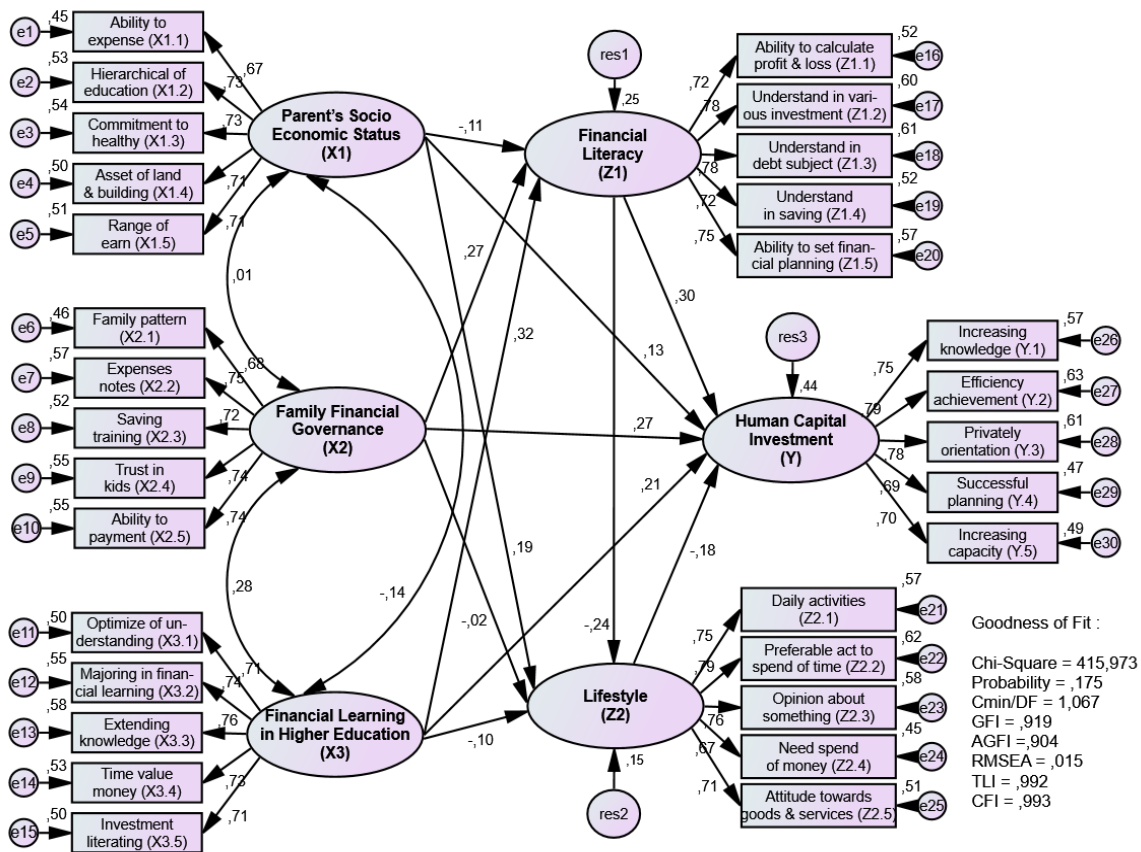 e1
,45
Ability to
expense (X1.1)
e2
,53
Hierarchical of
education (X1.2)
e3
,54
Commitment to
healthy (X1.3)
e4
,50
Asset of land
& building (X1.4)
e5
,51
Range of
earn (X1.5)
,67
,73
,73
,71
,71
Parent's Socio
Economic Status
(X1)
e6
,46
Family pattern
(X2.1)
e7
,57
Expenses
notes (X2.2)
e8
,52
Saving
training (X2.3)
e9
,55
Trust in
kids (X2.4)
e10
,55
Ability to
payment (X2.5)
,68
,75
,72
,74
,74
Family Financial
Governance
(X2)
e11
,50
Optimize of un-
derstanding (X3.1)
e12
,55
Majoring in finan-
cial learning (X3.2)
e13
,58
Extending
knowledge (X3.3)
e14
,53
Time value
money (X3.4)
e15
,50
Investment
literating (X3.5)
,71
,74
,76
,73
,71
Financial Learning
in Higher Education
(X3)
,01
,28
-,14
-,11
,27
,32
,13
,30
,27
,21
,19
-,02
-,10
-,24
-,18
res1
,25
Financial
Literacy
(Z1)
,72
,78
,78
,72
,75
Ability to calculate
profit & loss (Z1.1)
,52
e16
Understand in vari-
ous investment (Z1.2)
,60
e17
Understand in
debt subject (Z1.3)
,61
e18
Understand
in saving (Z1.4)
,52
e19
Ability to set finan-
cial planning (Z1.5)
,57
e20
res3
,44
Human Capital
Investment
(Y)
,75
,79
,78
,69
,70
Increasing
knowledge (Y.1)
,57
e26
Efficiency
achievement (Y.2)
,63
e27
Privately
orientation (Y.3)
,61
e28
Successful
planning (Y.4)
,47
e29
Increasing
capacity (Y.5)
,49
e30
Lifestyle
(Z2)
,15
res2
,75
,79
,76
,67
,71
Daily activities
(Z2.1)
,57
e21
Preferable act to
spend of time (Z2.2)
,62
e22
Opinion about
something (Z2.3)
,58
e23
Need spend
of money (Z2.4)
,45
e24
Attitude towards
goods & services (Z2.5)
,51
e25
Goodness of Fit :
Chi-Square = 415,973
Probability = ,175
Cmin/DF = 1,067
GFI = ,919
AGFI =,904
RMSEA = ,015
TLI = ,992
CFI = ,993